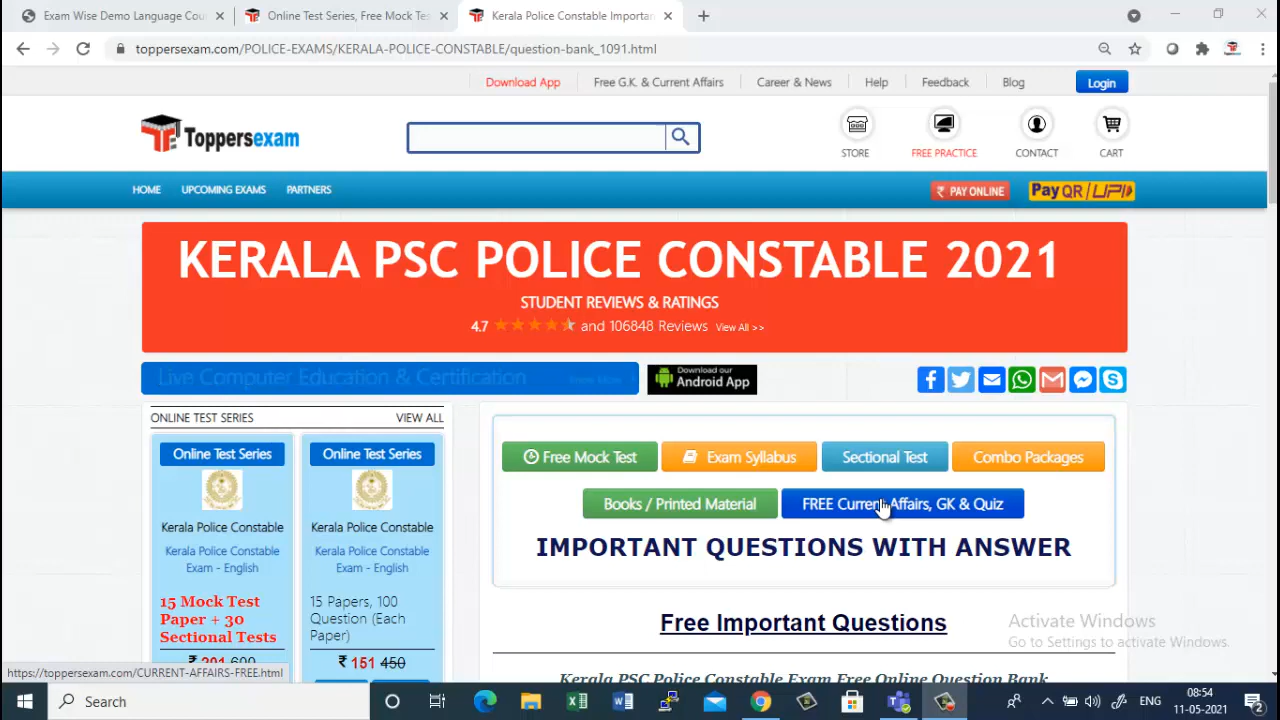 Exam Wise Demo Language Cou
Online Test Series, Free Mock Tes
Kerala Police Constable Importan
toppersexam.com/POLICE-EXAMS/KERALA-POLICE-CONSTABLE/question-bank_1091.html
Download App
Free G.K. & Current Affairs
Career & News
Help
Feedback
Blog
Login
Toppersexam
STORE
FREE PRACTICE
CONTACT
CART
HOME
UPCOMING EXAMS
PARTNERS
₹ PAY ONLINE
Pay QR / UPI
KERALA PSC POLICE CONSTABLE 2021
STUDENT REVIEWS & RATINGS
4.7 and 106848 Reviews View All >>
Live Computer Education & Certification
Download our
Android App
ONLINE TEST SERIES
VIEW ALL
Online Test Series
Kerala Police Constable
Kerala Police Constable
Exam - English
15 Mock Test
Paper + 30
Sectional Tests
₹ 201 600
Online Test Series
Kerala Police Constable
Kerala Police Constable
Exam - English
15 Papers, 100
Question (Each
Paper)
₹ 151 450
Free Mock Test
Exam Syllabus
Sectional Test
Combo Packages
Books / Printed Material
FREE Current Affairs, GK & Quiz
IMPORTANT QUESTIONS WITH ANSWER
Free Important Questions
Kerala PSC Police Constable Exam Free Online Question Bank
Activate Windows
Go to Settings to activate Windows.
https://toppersexam.com/CURRENT-AFFAIRS-FREE.html
Search
ENG
08:54
11-05-2021
2